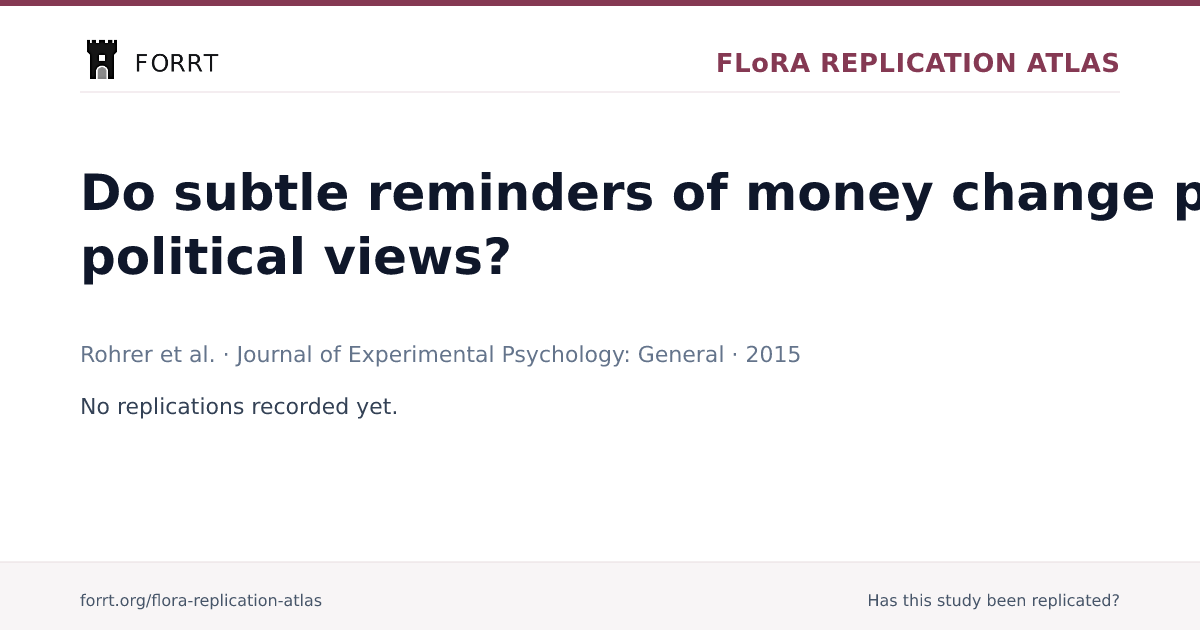 FORRT
FLoRA REPLICATION ATLAS
Do subtle reminders of money change p
political views?
Rohrer et al. · Journal of Experimental Psychology: General · 2015
No replications recorded yet.
forrt.org/flora-replication-atlas
Has this study been replicated?